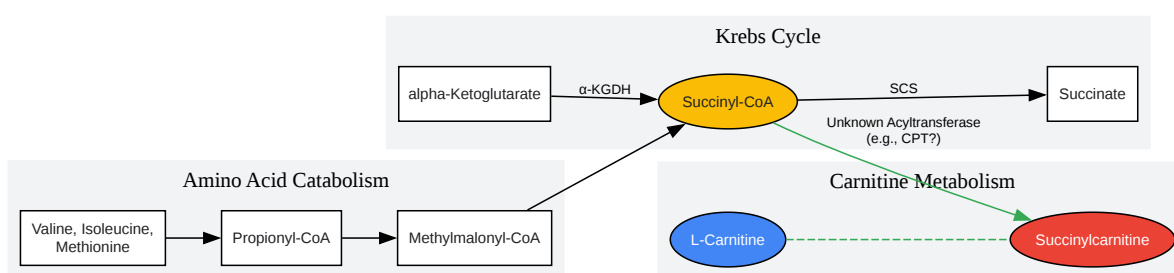 Krebs Cycle
alpha-Ketoglutarate
α-KGDH
Succinyl-CoA
SCS
Succinate
Unknown Acyltransferase
(e.g., CPT?)
Amino Acid Catabolism
Valine, Isoleucine,
Methionine
Propionyl-CoA
Methylmalonyl-CoA
Carnitine Metabolism
L-Carnitine
Succinylcarnitine